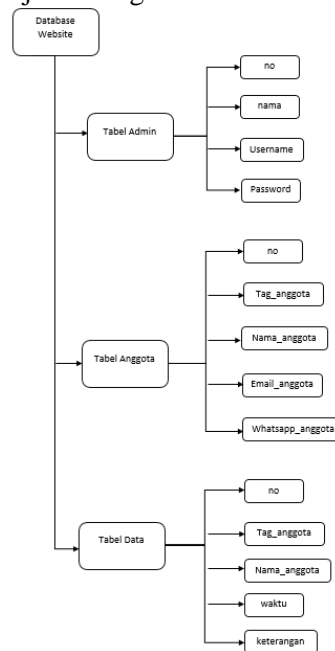 Database
Website
Tabel Admin
no
nama
Username
Password
Tabel Anggota
no
Tag_anggota
Nama_anggota
Email_anggota
Whatsapp_anggota
Tabel Data
no
Tag_anggota
Nama_anggota
waktu
keterangan